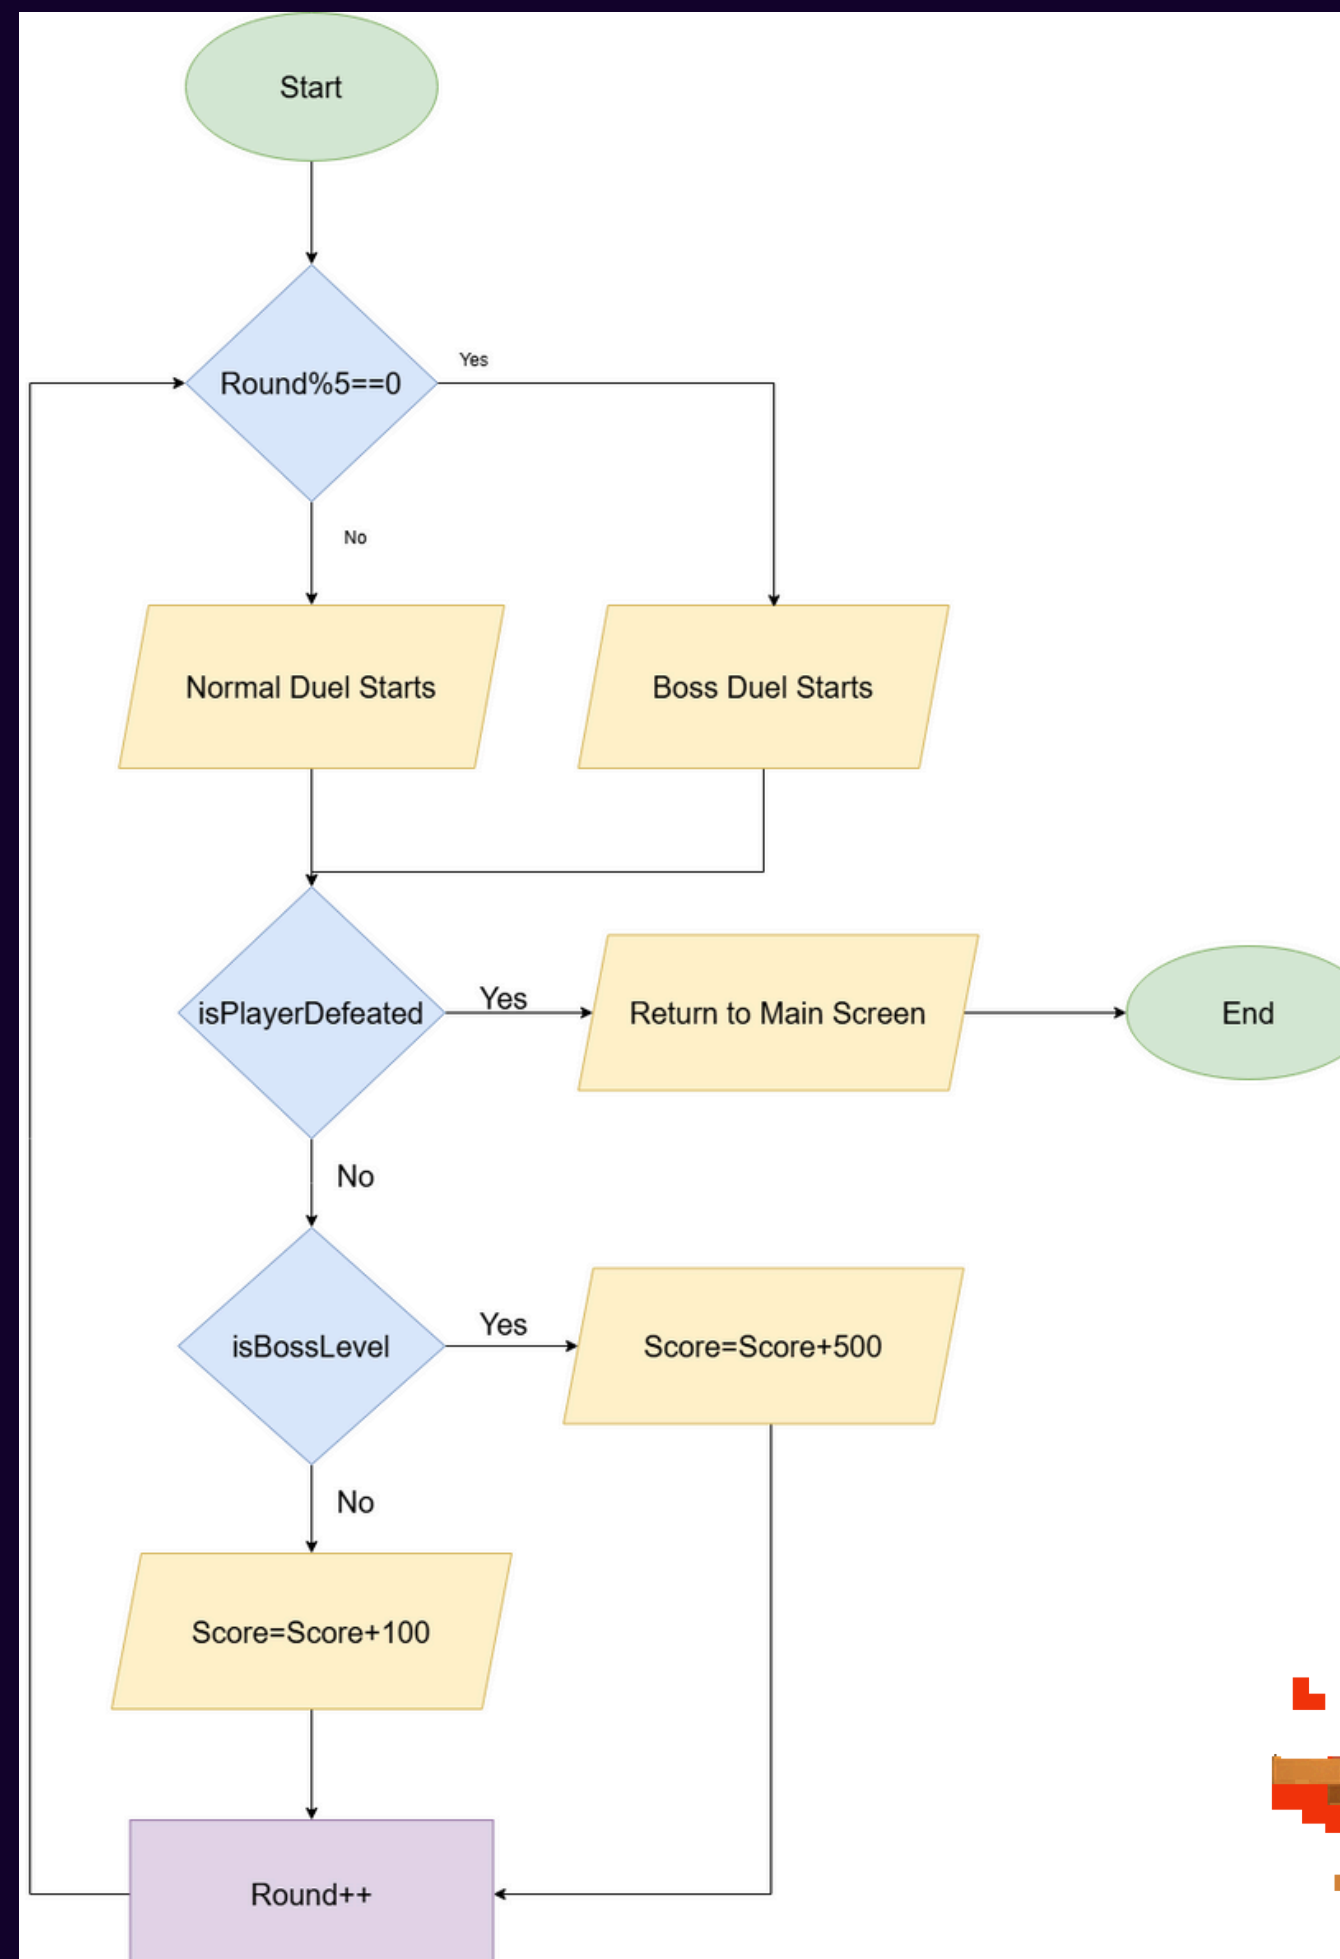 Start
Round%5==0
Yes
No
Normal Duel Starts
Boss Duel Starts
isPlayerDefeated
Yes
Return to Main Screen
End
No
isBossLevel
Yes
Score=Score+500
No
Score=Score+100
Round++